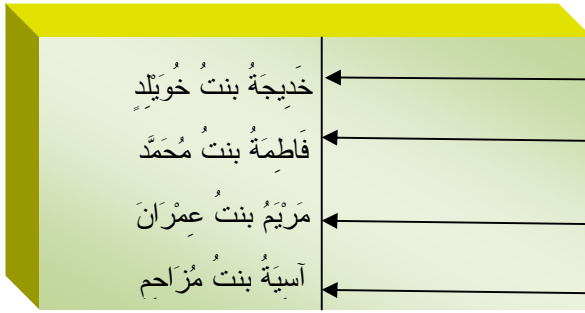 خَدِيجَةُ بنتُ خُوَيْلِدٍ
فَاطِمَةُ بنتُ مُحَمَّد
مَرْيَمُ بنتُ عِمْرَانَ
آسِيَةُ بنتُ مُزَاحِم